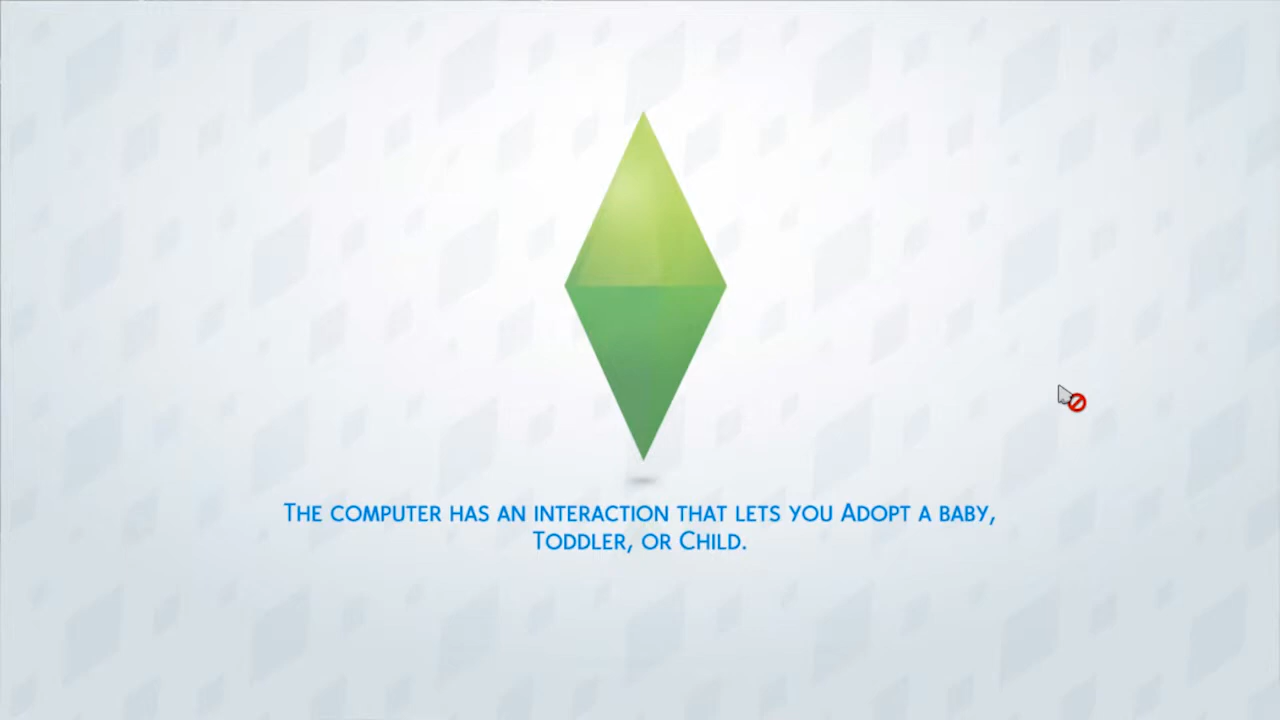 The computer has an interaction that lets you Adopt a baby,
Toddler, or Child.